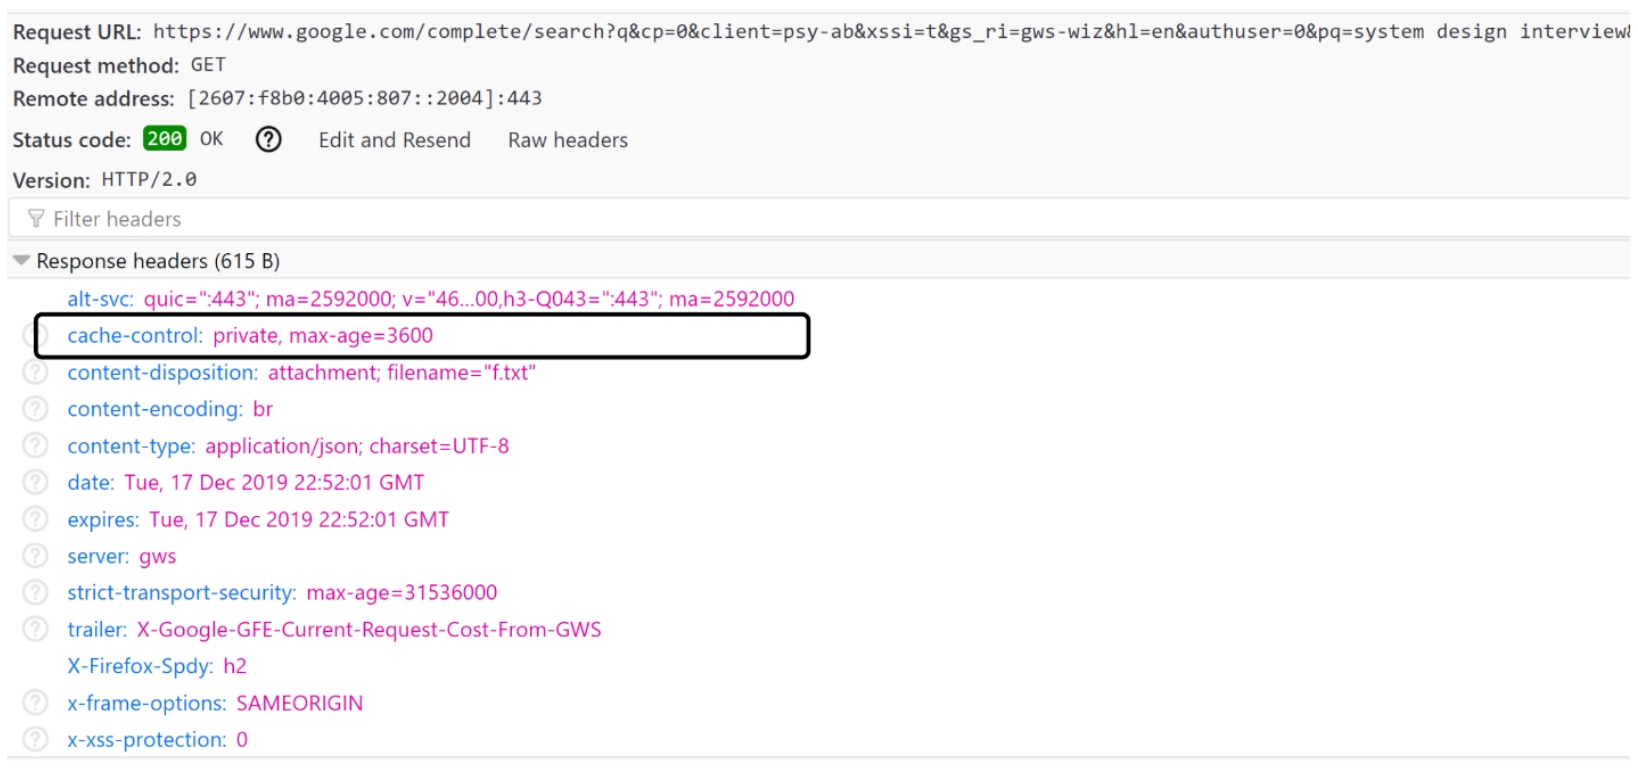 Request URL: https://www.google.com/complete/search?q&cp=0&client=psy-ab&xssi=t&gs_ri=gws-wiz&hl=en&authuser=0&pq=system design interview&
Request method: GET
Remote address: [2607:f8b0:4005:807::2004]:443
Status code: 200 OK ? Edit and Resend Raw headers
Version: HTTP/2.0
Filter headers
Response headers (615 B)
alt-svc: quic=":443"; ma=2592000; v="46...00,h3-Q043=":443"; ma=2592000
? cache-control: private, max-age=3600
? content-disposition: attachment; filename="f.txt"
? content-encoding: br
? content-type: application/json; charset=UTF-8
? date: Tue, 17 Dec 2019 22:52:01 GMT
? expires: Tue, 17 Dec 2019 22:52:01 GMT
? server: gws
? strict-transport-security: max-age=31536000
? trailer: X-Google-GFE-Current-Request-Cost-From-GWS
X-Firefox-Spdy: h2
? x-frame-options: SAMEORIGIN
? x-xss-protection: 0